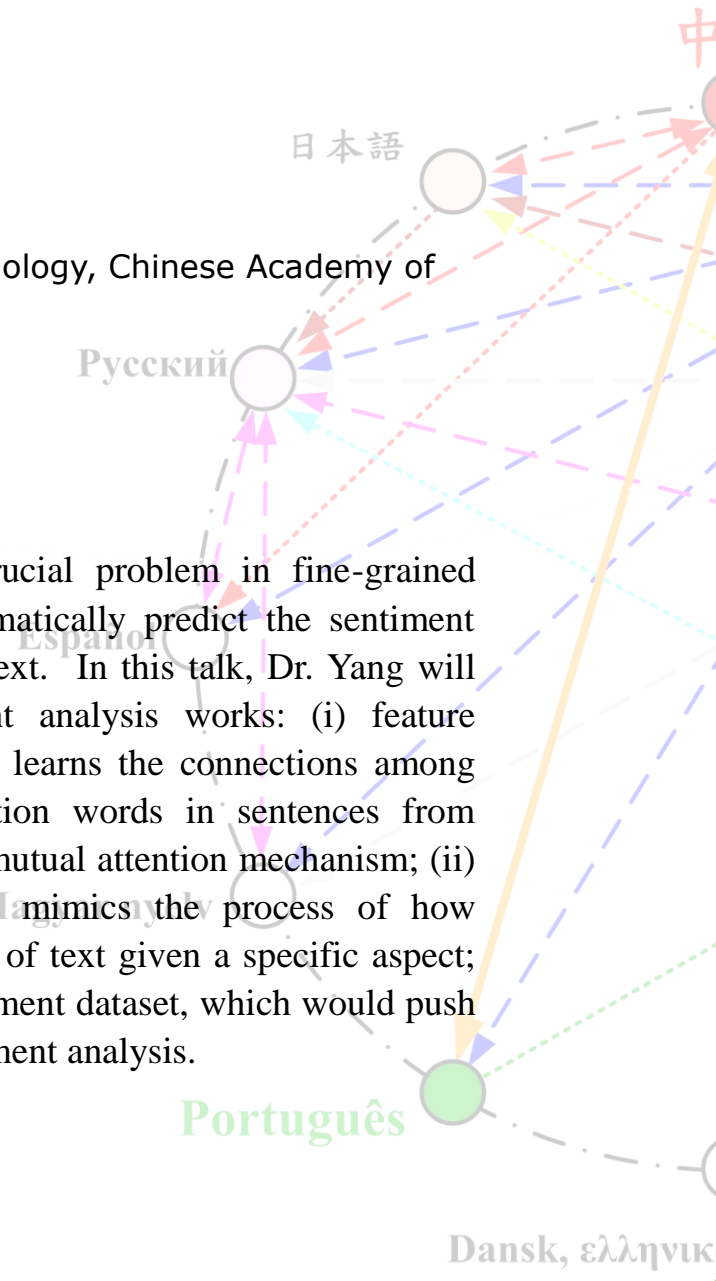 中
日本語
ology, Chinese Academy of
Русский
rucial problem in fine-grained
matically predict the sentiment
Español
ext. In this talk, Dr. Yang will
nt analysis works: (i) feature
learns the connections among
tion words in sentences from
mutual attention mechanism; (ii)
Magyar nyelv
mimics the process of how
of text given a specific aspect;
ment dataset, which would push
ment analysis.
Português
Dansk, ελληνικ